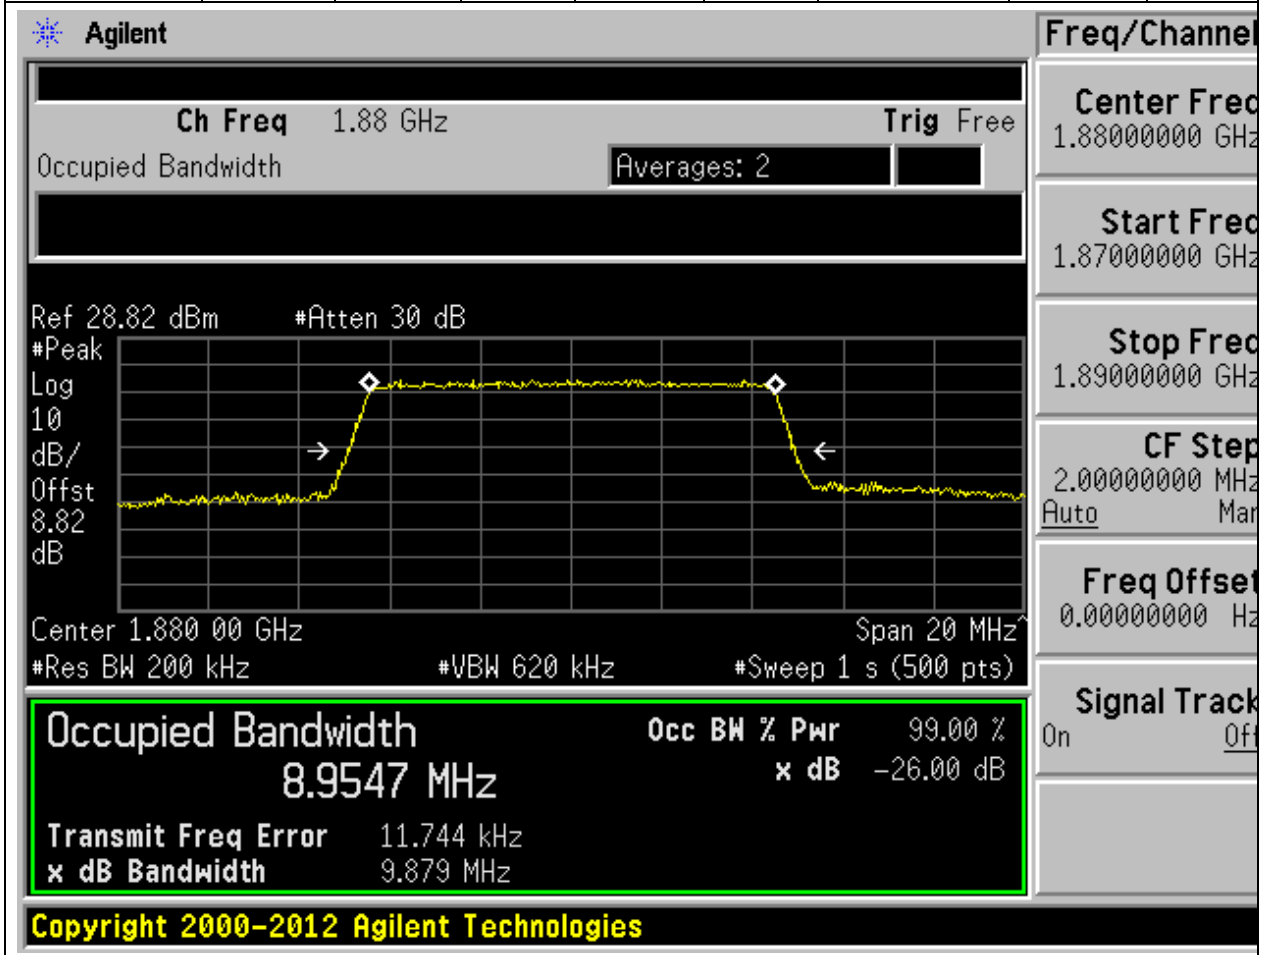 Agilent
Freq/Channel
Ch Freq 1.88 GHz Trig Free
Occupied Bandwidth Averages: 2
Center Freq
1.88000000 GHz
Start Freq
1.87000000 GHz
Stop Freq
1.89000000 GHz
CF Step
2.00000000 MHz
Auto Man
Freq Offset
0.00000000 Hz
Signal Track
On Off
Ref 28.82 dBm #Atten 30 dB
#Peak
Log
10
dB/
Offst
8.82
dB
Center 1.880 00 GHz Span 20 MHz^
#Res BW 200 kHz #VBW 620 kHz #Sweep 1 s (500 pts)
Occupied Bandwidth
8.9547 MHz
Occ BW % Pwr 99.00 %
x dB -26.00 dB
Transmit Freq Error 11.744 kHz
x dB Bandwidth 9.879 MHz
Copyright 2000-2012 Agilent Technologies